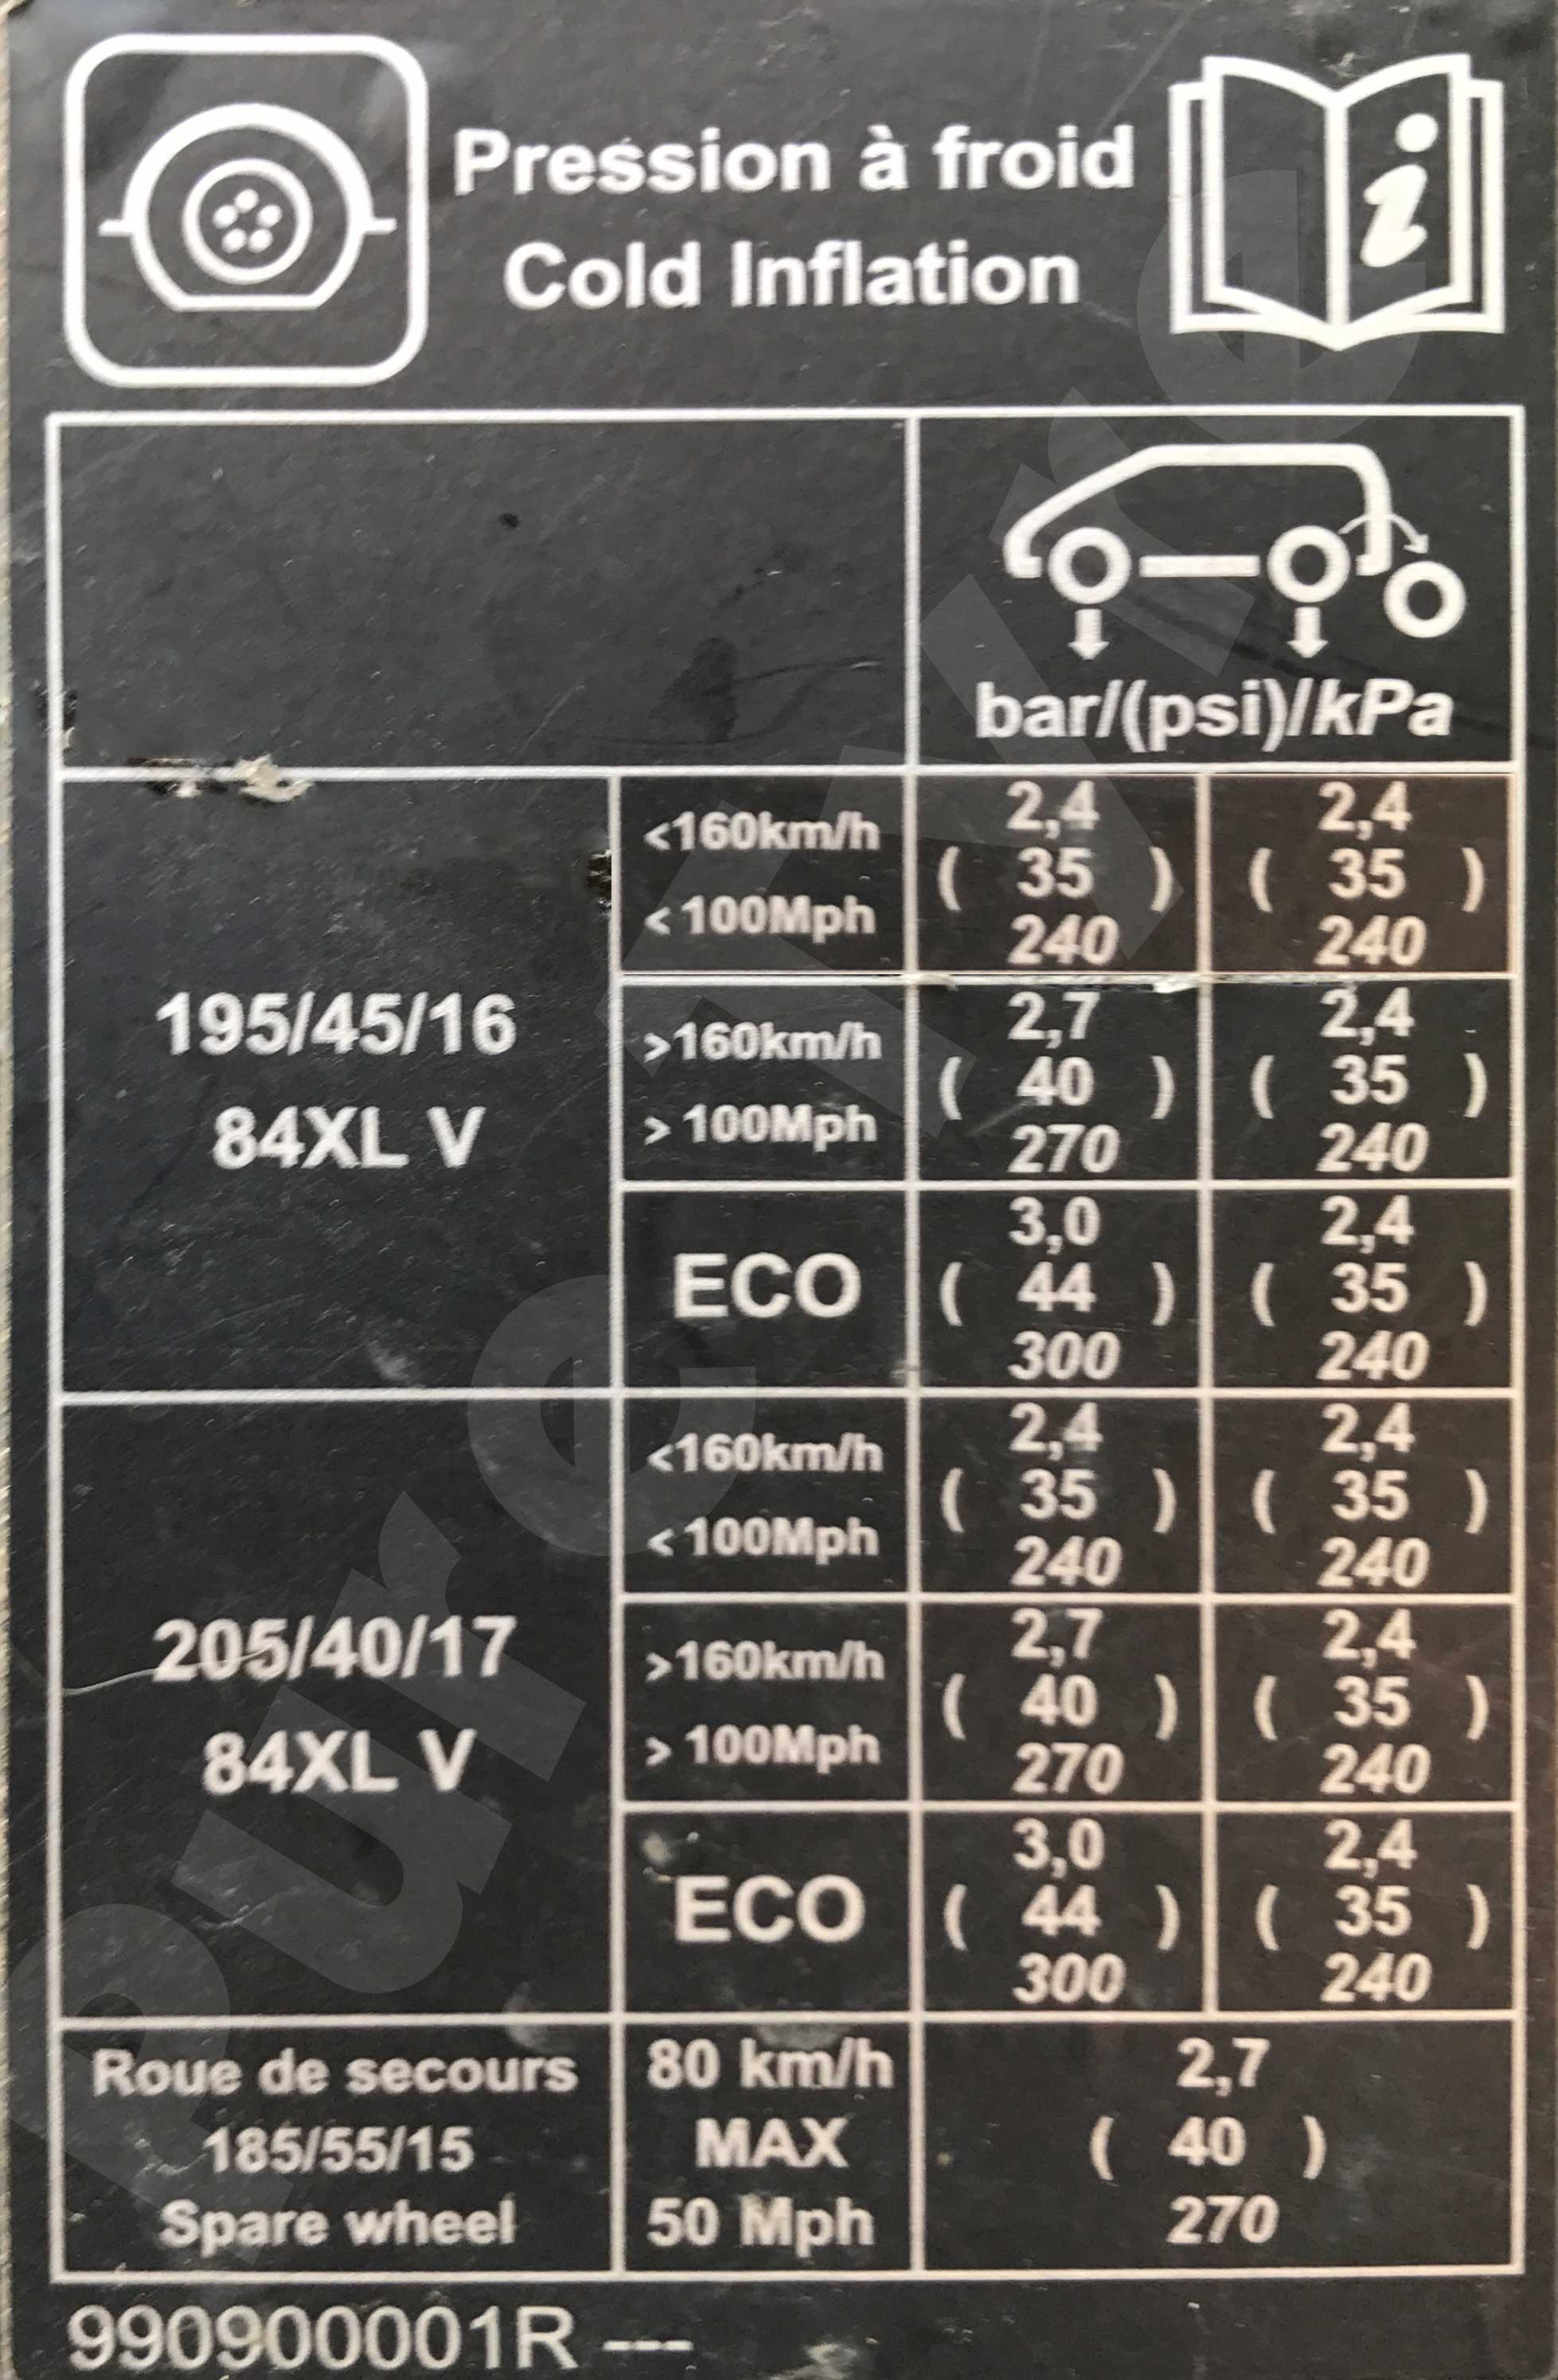 Pression à froid
Cold Inflation
i
bar/(psi)/kPa
195/45/16
84XL V
<160km/h
<100Mph
2,4
( 35 )
240
2,4
( 35 )
240
>160km/h
> 100Mph
2,7
( 40 )
270
2,4
( 35 )
240
ECO
3,0
( 44 )
300
2,4
( 35 )
240
205/40/17
84XL V
<160km/h
<100Mph
2,4
( 35 )
240
2,4
( 35 )
240
>160km/h
> 100Mph
2,7
( 40 )
270
2,4
( 35 )
240
ECO
3,0
( 44 )
300
2,4
( 35 )
240
Roue de secours
185/55/15
Spare wheel
80 km/h
MAX
50 Mph
2,7
( 40 )
270
990900001R ---
Pure Tyre